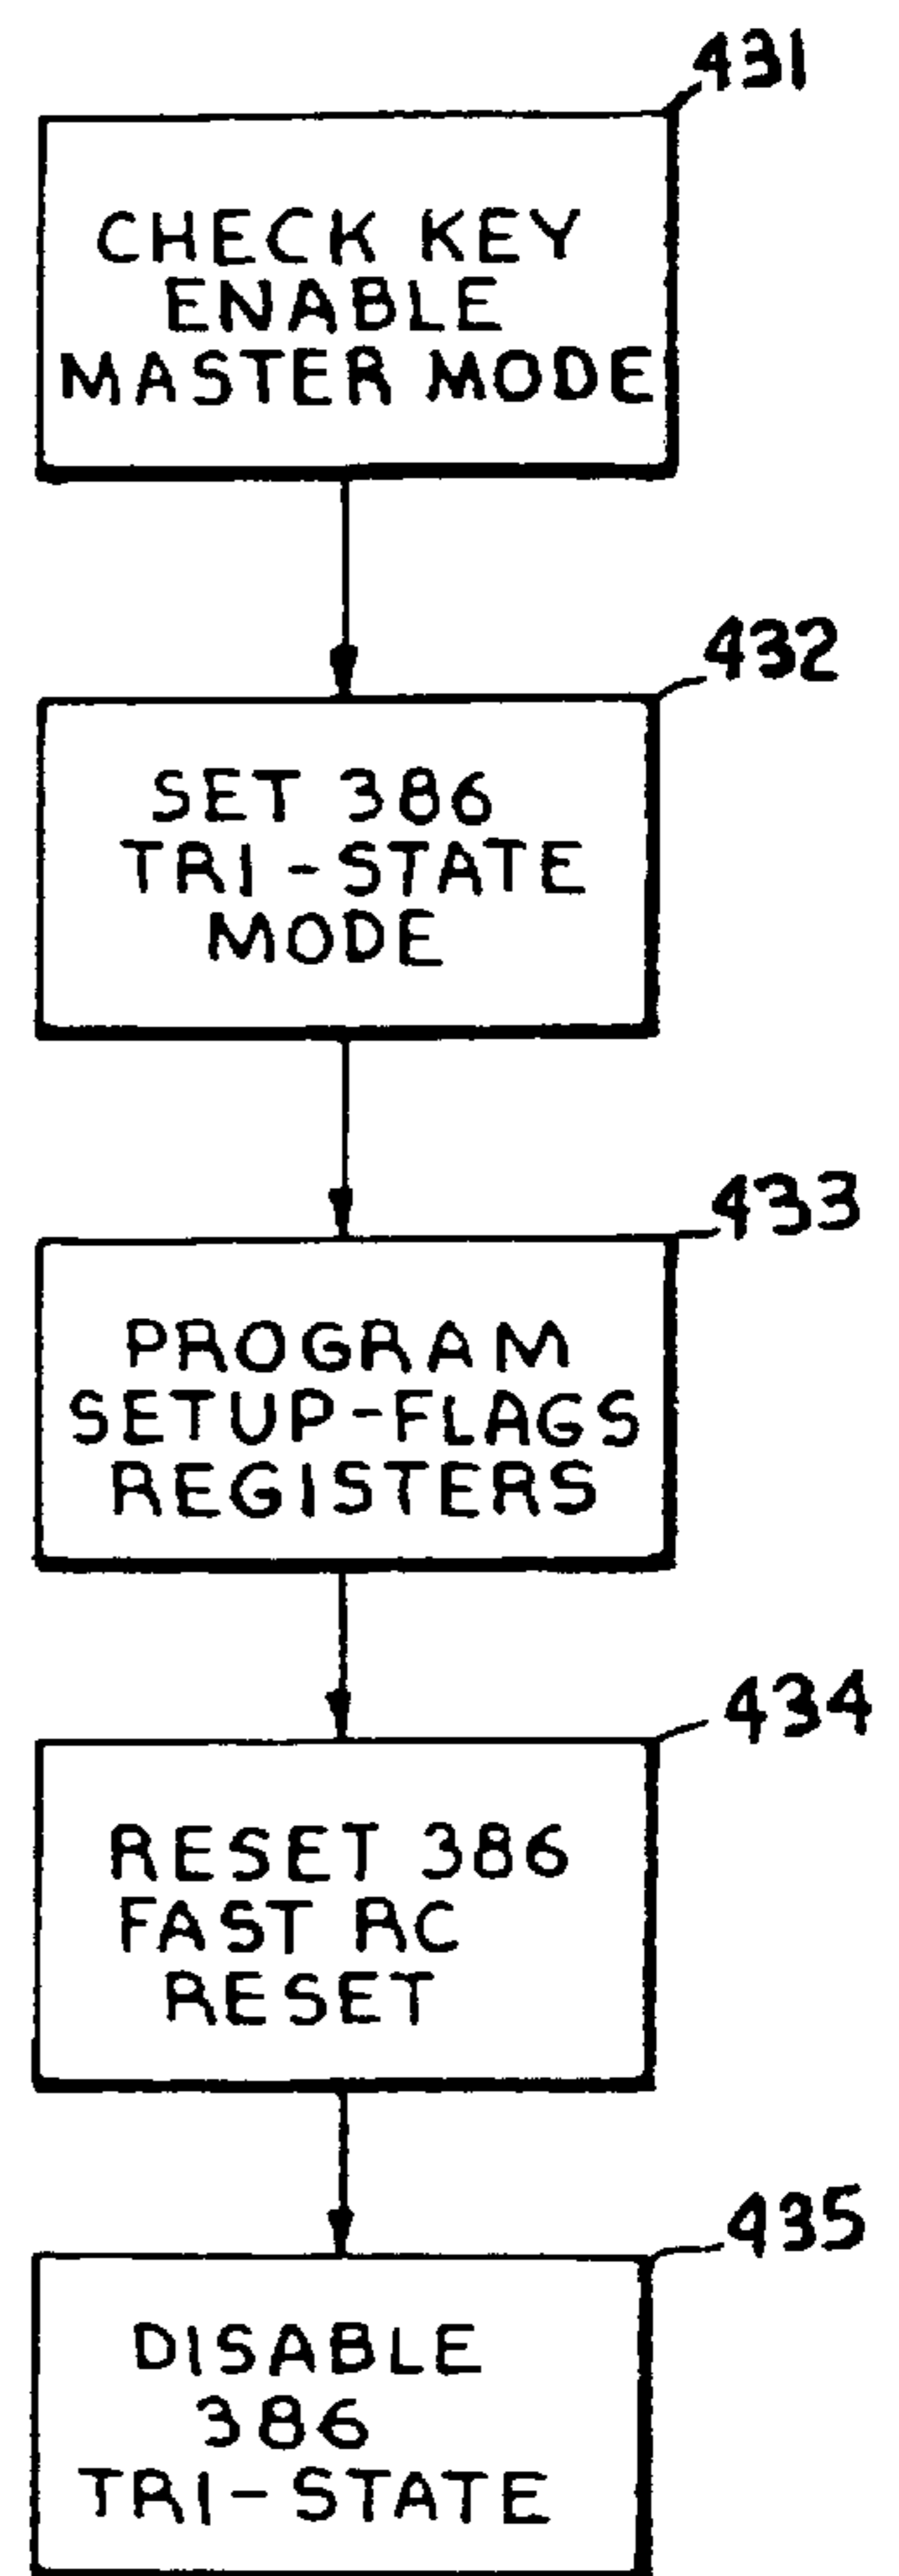 431
CHECK KEY
ENABLE
MASTER MODE
432
SET 386
TRI-STATE
MODE
433
PROGRAM
SETUP-FLAGS
REGISTERS
434
RESET 386
FAST RC
RESET
435
DISABLE
386
TRI-STATE